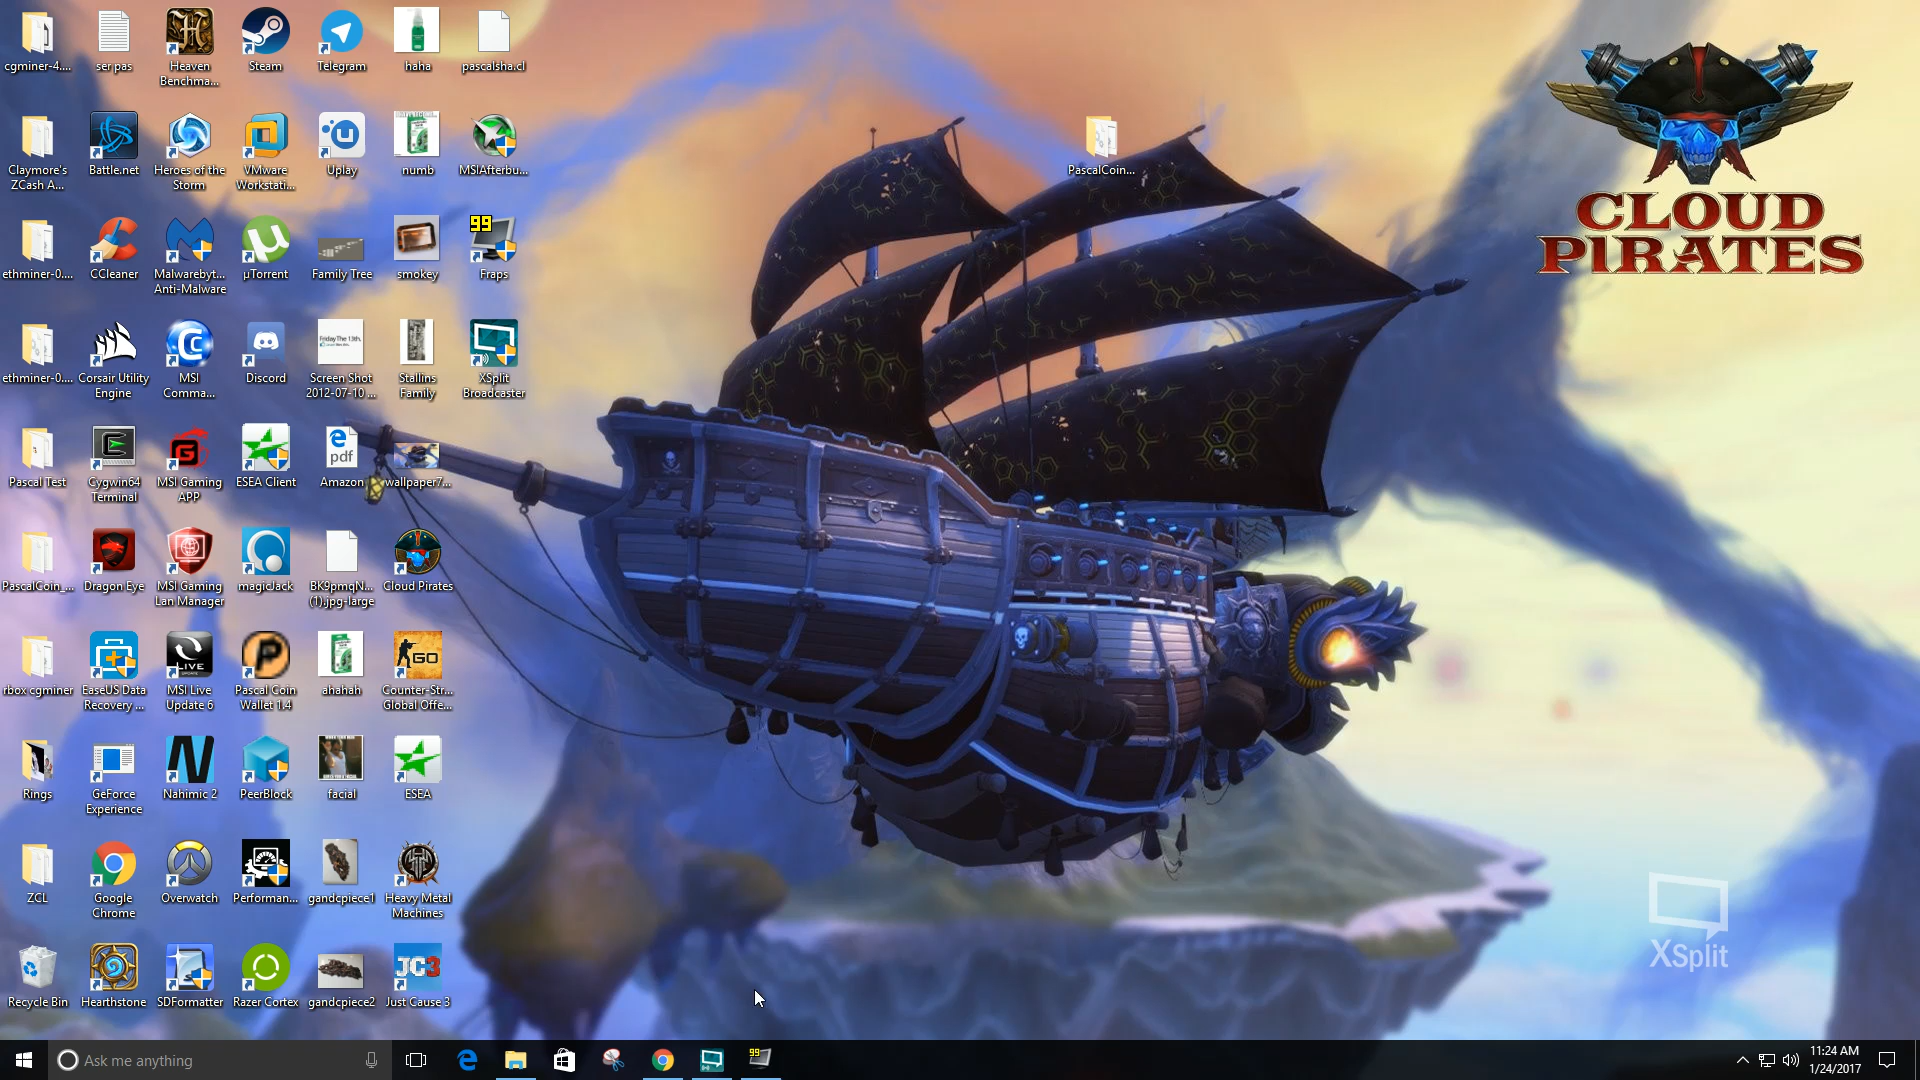 cgminer-4....
ser pas
Heaven
Benchma...
Steam
Telegram
haha
pascalsha.cl
Claymore's
ZCash A...
Battle.net
Heroes of the
Storm
VMware
Workstati...
Uplay
numb
MSIAfterbu...
PascalCoin...
CLOUD
PIRATES
ethminer-0....
CCleaner
Malwarebyt...
Anti-Malware
µTorrent
Family Tree
smokey
99
Fraps
ethminer-0....
Corsair Utility
Engine
MSI
Comma...
Discord
FridayThe 13th,
Screen Shot
2012-07-10 ...
Stallins
Family
XSplit
Broadcaster
Pascal Test
Cygwin64
Terminal
MSI Gaming
APP
ESEA Client
pdf
Amazon
wallpaper7...
PascalCoin_...
Dragon Eye
MSI Gaming
Lan Manager
magicJack
BK9pmqN...
(1).jpg-large
Cloud Pirates
rbox cgminer
EaseUS Data
Recovery ...
LIVE
MSI Live
Update 6
Pascal Coin
Wallet 1.4
ahahah
GO
Counter-Str...
Global Offe...
Rings
GeForce
Experience
Nahimic 2
PeerBlock
facial
ESEA
ZCL
Google
Chrome
Overwatch
Performan...
gandcpiece1
Heavy Metal
Machines
XSplit
Recycle Bin
Hearthstone
SDFormatter
Razer Cortex
gandcpiece2
JC3
Just Cause 3
Ask me anything
99
11:24 AM
1/24/2017